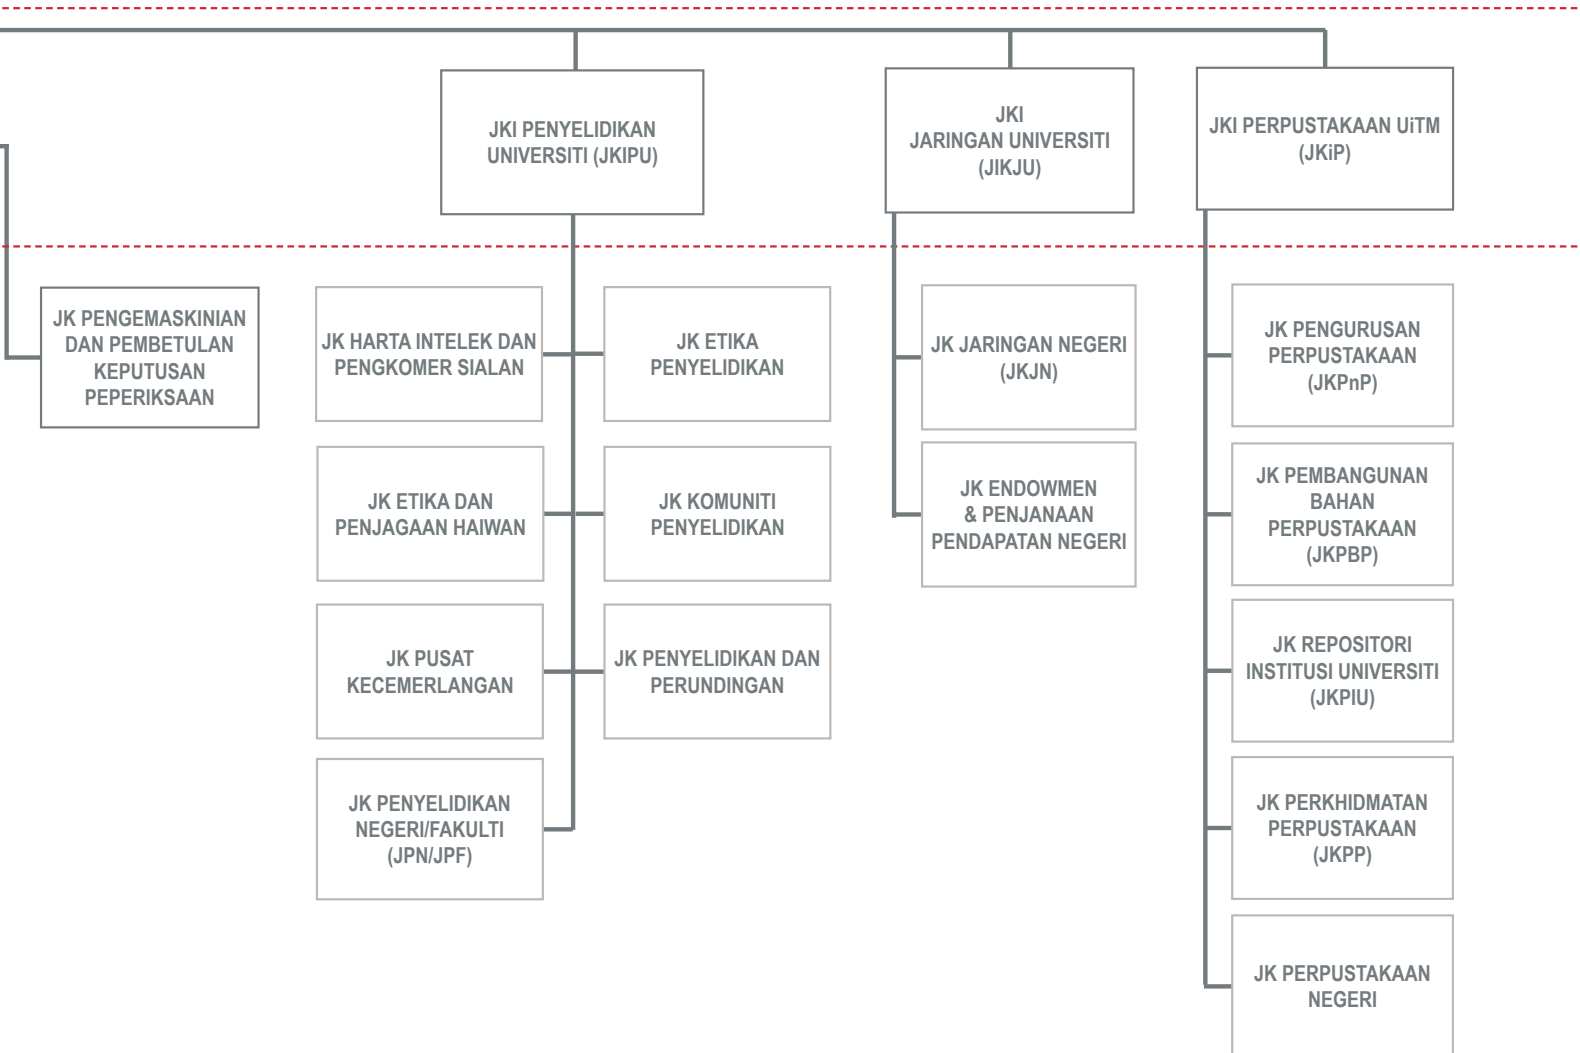 JKI PENYELIDIKAN
UNIVERSITI (JKIPU)
JKI
JARINGAN UNIVERSITI
(JIKJU)
JKI PERPUSTAKAAN UiTM
(JKiP)
JK PENGEMASKINIAN
DAN PEMBETULAN
KEPUTUSAN
PEPERIKSAAN
JK HARTA INTELEK DAN
PENGKOMER SIALAN
JK ETIKA
PENYELIDIKAN
JK ETIKA DAN
PENJAGAAN HAIWAN
JK KOMUNITI
PENYELIDIKAN
JK PUSAT
KECEMERLANGAN
JK PENYELIDIKAN DAN
PERUNDINGAN
JK PENYELIDIKAN
NEGERI/FAKULTI
(JPN/JPF)
JK JARINGAN NEGERI
(JKJN)
JK ENDOWMEN
& PENJANAAN
PENDAPATAN NEGERI
JK PENGURUSAN
PERPUSTAKAAN
(JKPnP)
JK PEMBANGUNAN
BAHAN
PERPUSTAKAAN
(JKPBP)
JK REPOSITORI
INSTITUSI UNIVERSITI
(JKPIU)
JK PERKHIDMATAN
PERPUSTAKAAN
(JKPP)
JK PERPUSTAKAAN
NEGERI